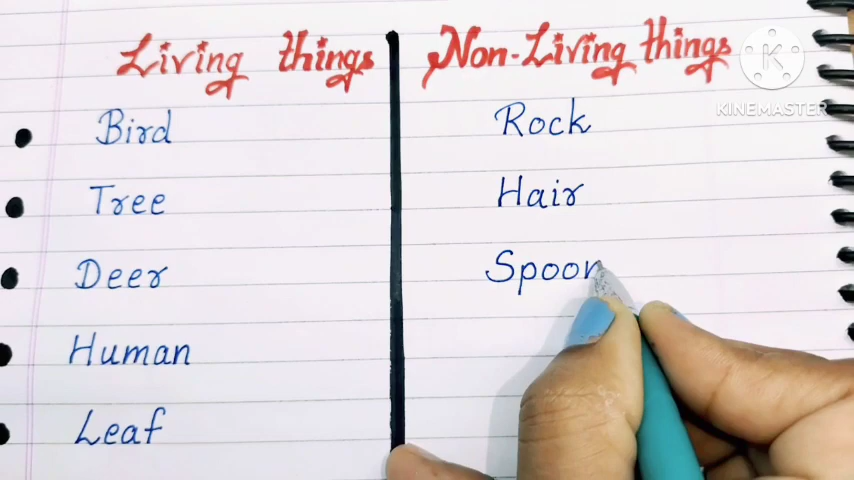 Living things
Non-Living things
K
KINEMASTER
Bird
Rock
Tree
Hair
Deer
Spoon
Human
Leaf